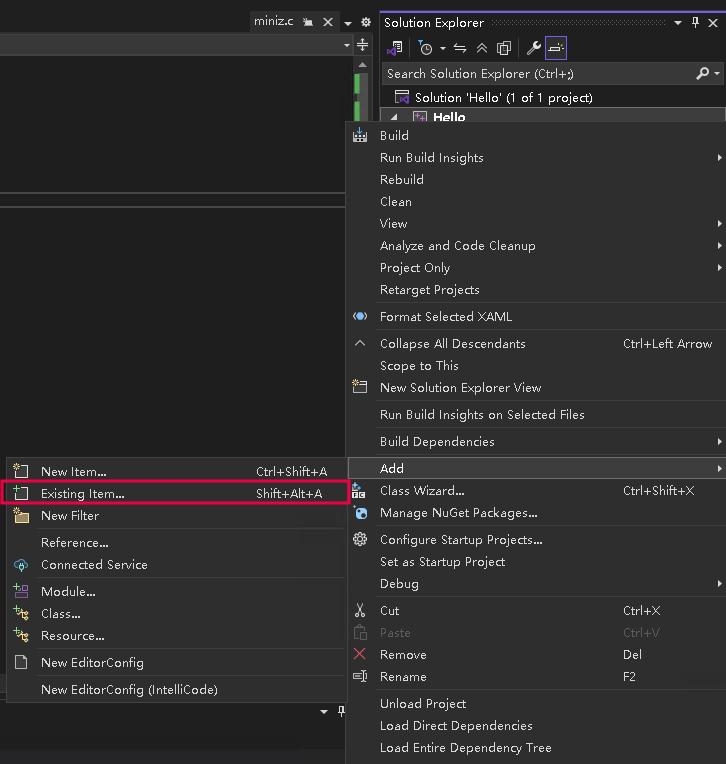 miniz.c
Solution Explorer
Search Solution Explorer (Ctrl+;)
Solution 'Hello' (1 of 1 project)
Hello
Build
Run Build Insights
Rebuild
Clean
View
Analyze and Code Cleanup
Project Only
Retarget Projects
Format Selected XAML
Collapse All Descendants Ctrl+Left Arrow
Scope to This
New Solution Explorer View
Run Build Insights on Selected Files
Build Dependencies
Add
Class Wizard... Ctrl+Shift+X
Manage NuGet Packages...
Configure Startup Projects...
Set as Startup Project
Debug
Cut Ctrl+X
Paste Ctrl+V
Remove Del
Rename F2
Unload Project
Load Direct Dependencies
Load Entire Dependency Tree
New Item... Ctrl+Shift+A
Existing Item... Shift+Alt+A
New Filter
Reference...
Connected Service
Module...
Class...
Resource...
New EditorConfig
New EditorConfig (IntelliCode)